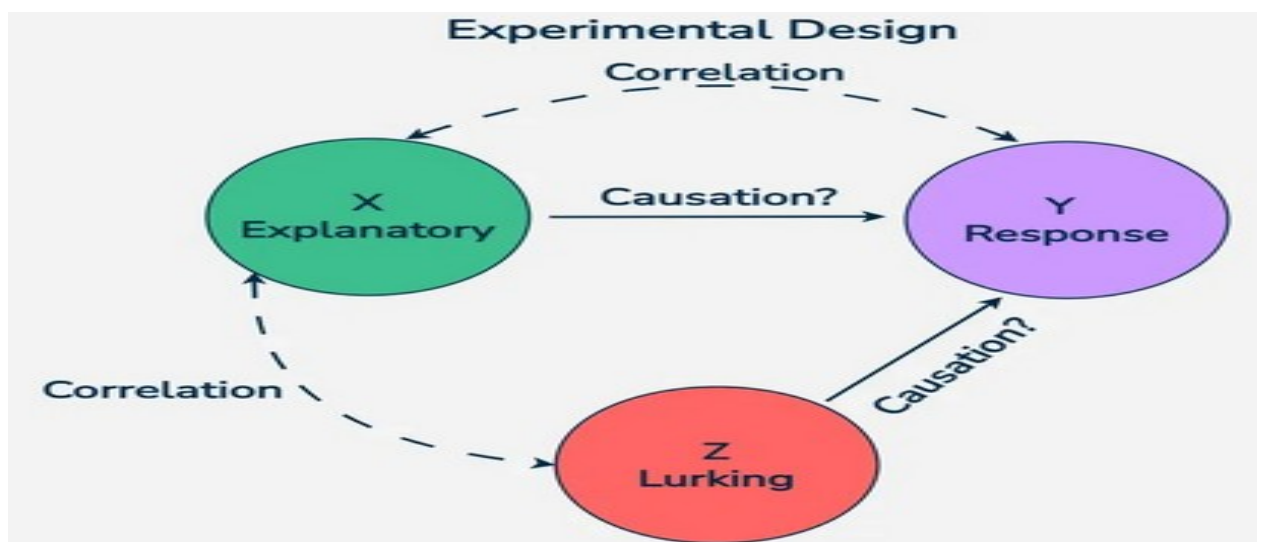 Experimental Design
Correlation
X
Explanatory
Causation?
Y
Response
Correlation
Causation?
Z
Lurking